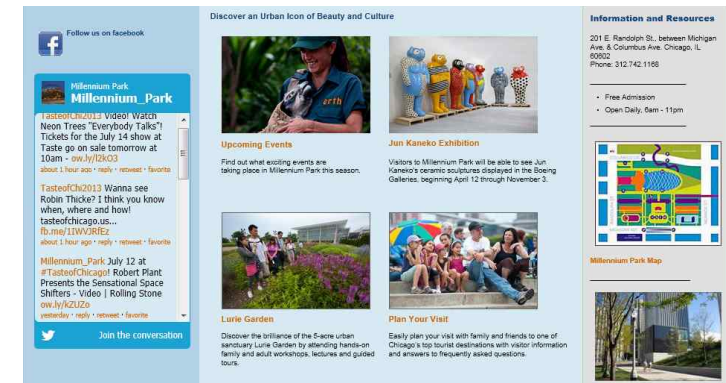 Follow us on facebook
Millennium Park
Millennium_Park
TasteofChi2013 Video! Watch
Neon Trees "Everybody Talks"!
Tickets for the July 14 show at
Taste go on sale tomorrow at
10am - ow.ly/l2kO3
about 1 hour ago • reply • retweet • favorite
TasteofChi2013 Wanna see
Robin Thicke? I think you know
when, where and how!
tasteofchicago.us...
fb.me/1IWVJRfEz
about 1 hour ago • reply • retweet • favorite
Millennium_Park July 12 at
#TasteofChicago! Robert Plant
Presents the Sensational Space
Shifters - Video | Rolling Stone
ow.ly/kZUZo
yesterday • reply • retweet • favorite
Join the conversation
Discover an Urban Icon of Beauty and Culture
erth
Upcoming Events
Find out what exciting events are
taking place in Millennium Park this season.
Jun Kaneko Exhibition
Visitors to Millennium Park will be able to see Jun
Kaneko's ceramic sculptures displayed in the Boeing
Galleries, beginning April 12 through November 3.
Lurie Garden
Discover the brilliance of the 5-acre urban
sanctuary Lurie Garden by attending hands-on
family and adult workshops, lectures and guided
tours.
Plan Your Visit
Easily plan your visit with family and friends to one of
Chicago's top tourist destinations with visitor information
and answers to frequently asked questions.
Information and Resources
201 E. Randolph St., between Michigan
Ave. & Columbus Ave. Chicago, IL
60602
Phone: 312.742.1168
• Free Admission
• Open Daily, 6am - 11pm
Millennium Park Map